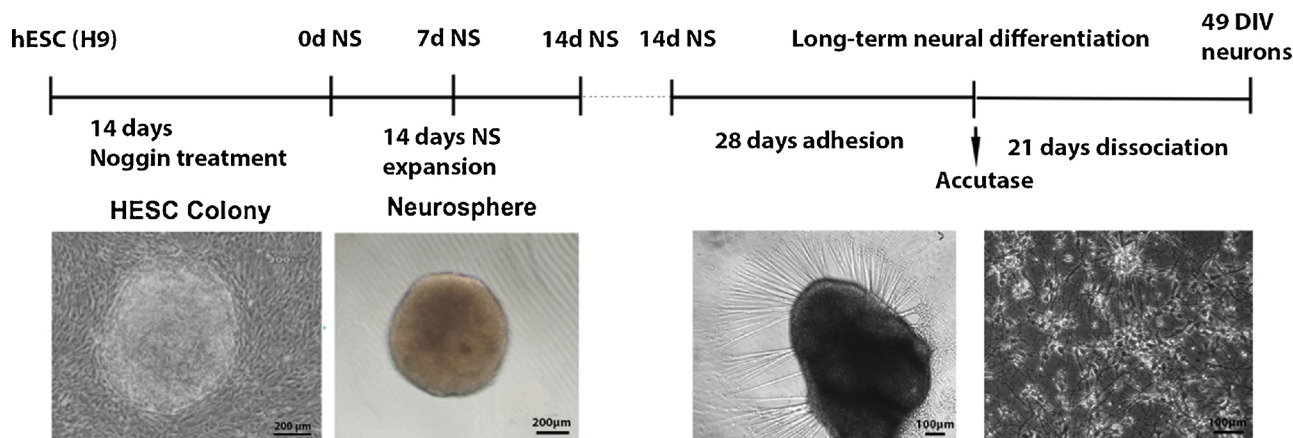 hESC (H9)
0d NS
7d NS
14d NS
14d NS
Long-term neural differentiation
49 DIV
neurons
14 days
Noggin treatment
14 days NS
expansion
28 days adhesion
21 days dissociation
Accutase
HESC Colony
Neurosphere
200 µm
200µm
100µm
100µm